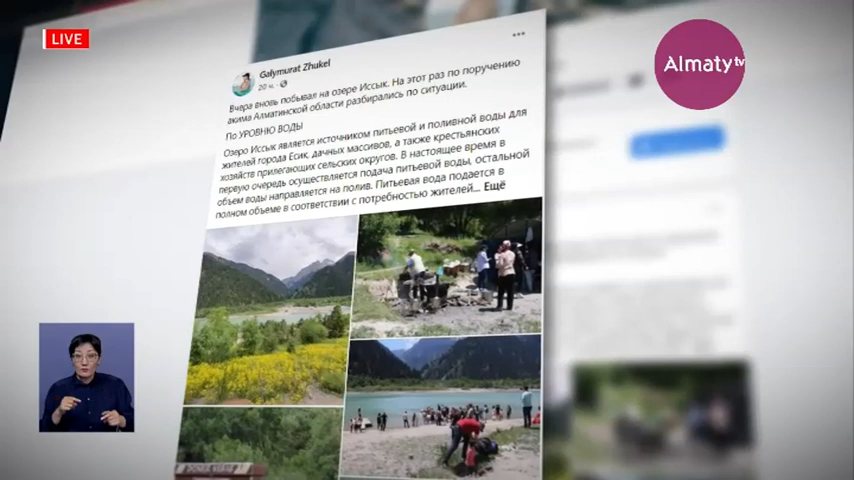 LIVE
Almaty tv
Galymurat Zhukel
20 ч.
Вчера вновь побывал на озере Иссык. На этот раз по поручению
акима Алматинской области разбирались по ситуации.
По УРОВНЮ ВОДЫ
Озеро Иссык является источником питьевой и поливной воды для
жителей города Есик, дачных массивов, а также крестьянских
хозяйств прилегающих сельских округов. В настоящее время в
первую очередь осуществляется подача питьевой воды, остальной
объем воды направляется на полив. Питьевая вода подается в
полном объеме в соответствии с потребностью жителей... Ещё